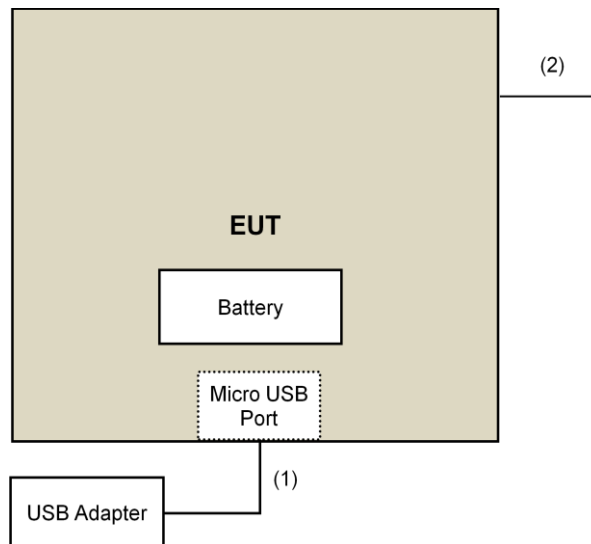 (2)
EUT
Battery
Micro USB
Port
(1)
USB Adapter